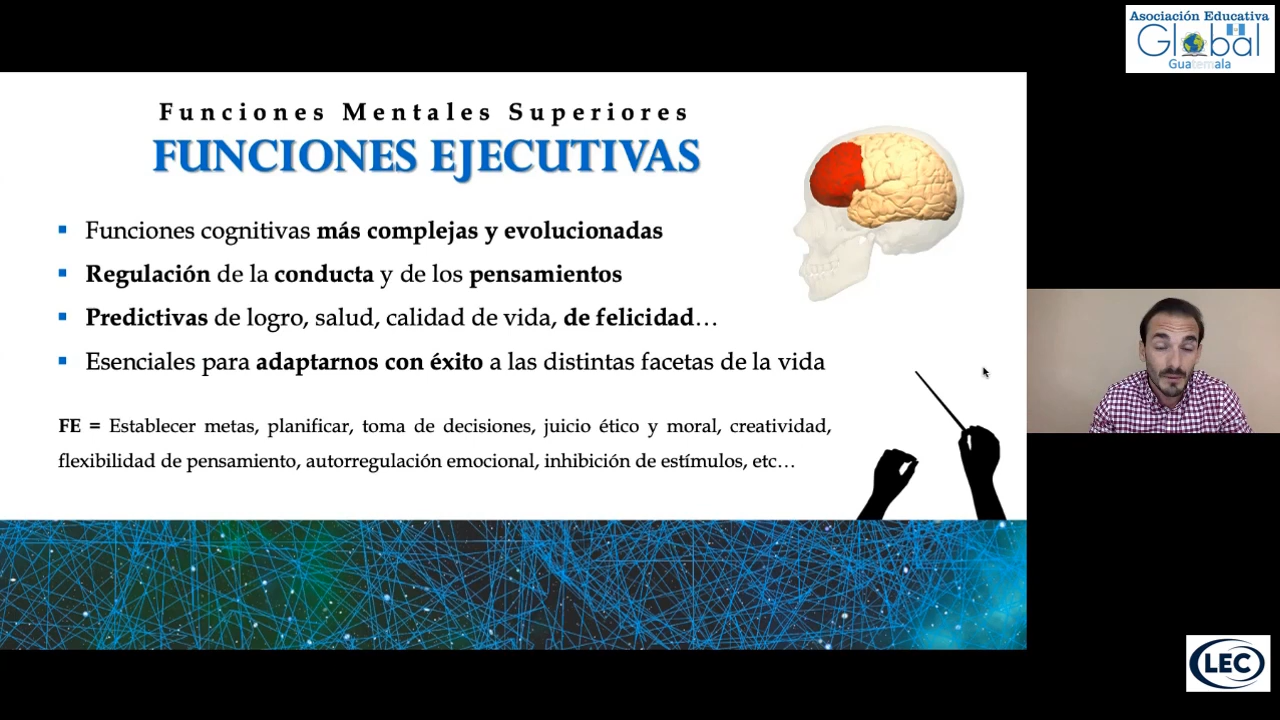 Asociación Educativa
Global
Guatemala
Funciones Mentales Superiores
FUNCIONES EJECUTIVAS
▪ Funciones cognitivas más complejas y evolucionadas
▪ Regulación de la conducta y de los pensamientos
▪ Predictivas de logro, salud, calidad de vida, de felicidad…
▪ Esenciales para adaptarnos con éxito a las distintas facetas de la vida
FE = Establecer metas, planificar, toma de decisiones, juicio ético y moral, creatividad,
flexibilidad de pensamiento, autorregulación emocional, inhibición de estímulos, etc…
LEC